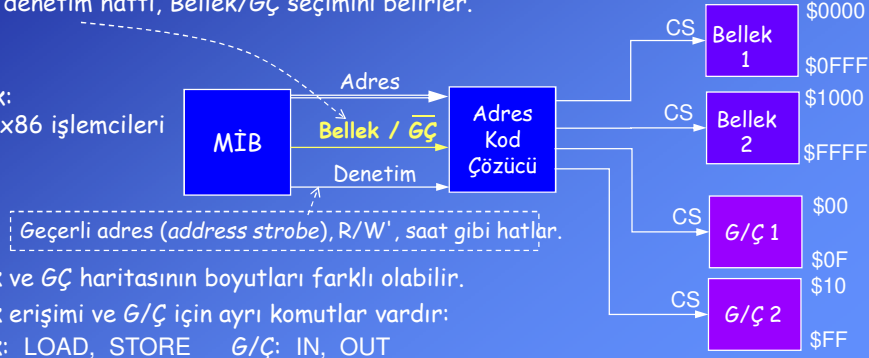 denetim hattı, Bellek/GÇ seçimini belirler.
x86 işlemcileri
MİB
Adres
Bellek / G̅Ç̅
Denetim
Adres
Kod
Çözücü
CS
Bellek
1
$0000
$0FFF
CS
Bellek
2
$1000
$FFFF
CS
G/Ç 1
$00
$0F
CS
G/Ç 2
$10
$FF
Geçerli adres (address strobe), R/W', saat gibi hatlar.
ve GÇ haritasının boyutları farklı olabilir.
erişimi ve G/Ç için ayrı komutlar vardır:
LOAD, STORE G/Ç: IN, OUT